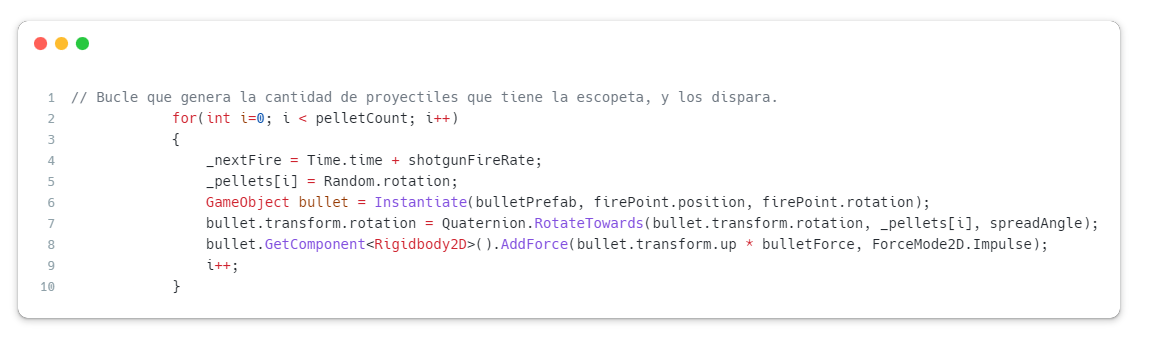 1 // Bucle que genera la cantidad de proyectiles que tiene la escopeta, y los dispara.
2 for(int i=0; i < pelletCount; i++)
3 {
4 _nextFire = Time.time + shotgunFireRate;
5 _pellets[i] = Random.rotation;
6 GameObject bullet = Instantiate(bulletPrefab, firePoint.position, firePoint.rotation);
7 bullet.transform.rotation = Quaternion.RotateTowards(bullet.transform.rotation, _pellets[i], spreadAngle);
8 bullet.GetComponent<Rigidbody2D>().AddForce(bullet.transform.up * bulletForce, ForceMode2D.Impulse);
9 i++;
10 }